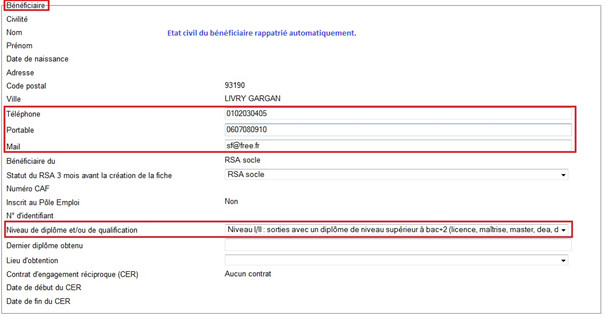 Bénéficiaire
Civilité
Nom Etat civil du bénéficiaire rapatrié automatiquement.
Prénom
Date de naissance
Adresse
Code postal 93190
Ville LIVRY GARGAN
Téléphone 0102030405
Portable 0607080910
Mail sf@free.fr
Bénéficiaire du RSA socle
Statut du RSA 3 mois avant la création de la fiche RSA socle
Numéro CAF
Inscrit au Pôle Emploi Non
N° d'identifiant
Niveau de diplôme et/ou de qualification Niveau I/II : sorties avec un diplôme de niveau supérieur à bac+2 (licence, maîtrise, master, dea, d
Dernier diplôme obtenu
Lieu d'obtention
Contrat d'engagement réciproque (CER) Aucun contrat
Date de début du CER
Date de fin du CER